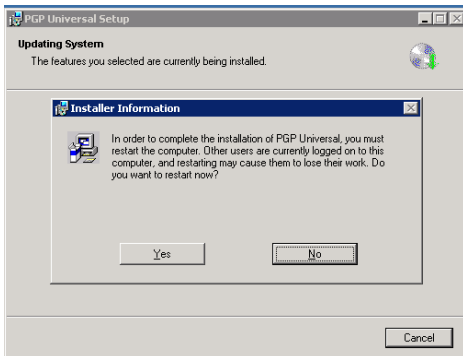 PGP Universal Setup
Updating System
The features you selected are currently being installed.
Installer Information
In order to complete the installation of PGP Universal, you must
restart the computer. Other users are currently logged on to this
computer, and restarting may cause them to lose their work. Do
you want to restart now?
Yes
No
Cancel